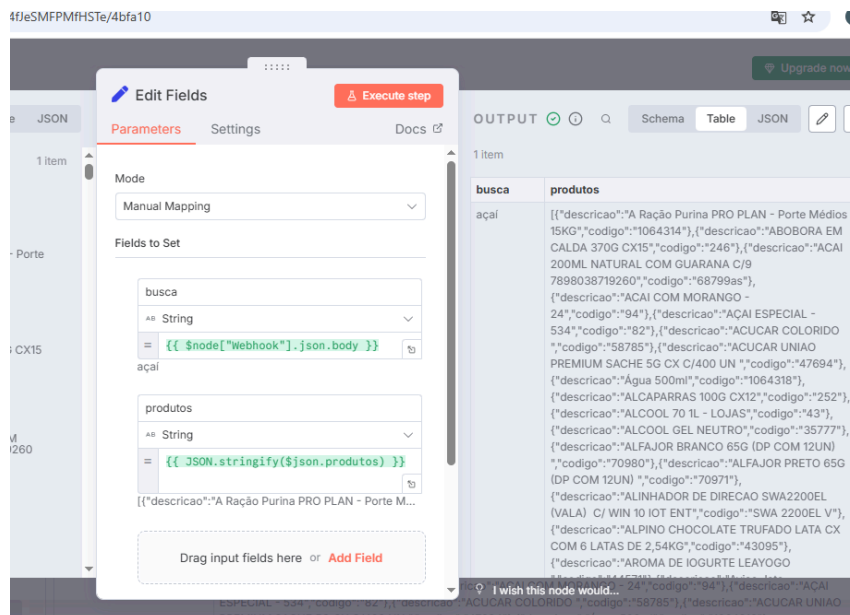 4fJeSMFPMfHSTe/4bfa10
Upgrade now
JSON
1 item
- Porte
CX15
Edit Fields
Execute step
Parameters
Settings
Docs
Mode
Manual Mapping
Fields to Set
busca
String
= {{ $node["Webhook"].json.body }}
açaí
produtos
String
= {{ JSON.stringify($json.produtos) }}
[{"descricao":"A Ração Purina PRO PLAN - Porte M...
Drag input fields here or Add Field
OUTPUT
Schema
Table
JSON
1 item
busca
produtos
açaí
[{"descricao":"A Ração Purina PRO PLAN - Porte Médios
15KG","codigo":"1064314"},{"descricao":"ABOBORA EM
CALDA 370G CX15","codigo":"246"},{"descricao":"ACAI
200ML NATURAL COM GUARANA C/9
7898038719260","codigo":"68799as"},
{"descricao":"ACAI COM MORANGO -
24","codigo":"94"},{"descricao":"AÇAI ESPECIAL -
534","codigo":"82"},{"descricao":"ACUCAR COLORIDO
","codigo":"58785"},{"descricao":"ACUCAR UNIAO
PREMIUM SACHE 5G CX C/400 UN ","codigo":"47694"},
{"descricao":"Água 500ml","codigo":"1064318"},
{"descricao":"ALCAPARRAS 100G CX12","codigo":"252"},
{"descricao":"ALCOOL 70 1L - LOJAS","codigo":"43"},
{"descricao":"ALCOOL GEL NEUTRO","codigo":"35777"},
{"descricao":"ALFAJOR BRANCO 65G (DP COM 12UN)
","codigo":"70980"},{"descricao":"ALFAJOR PRETO 65G
(DP COM 12UN) ","codigo":"70971"},
{"descricao":"ALINHADOR DE DIRECAO SWA2200EL
(VALA) C/ WIN 10 IOT ENT","codigo":"SWA 2200EL V"},
{"descricao":"ALPINO CHOCOLATE TRUFADO LATA CX
COM 6 LATAS DE 2,54KG","codigo":"43095"},
{"descricao":"AROMA DE IOGURTE LEAYOGO
I wish this node would...
ESPECIAL - 534","codigo":"82"},{"descricao":"ACUCAR COLORIDO ","codigo":"58785"},{"descricao":"ACUCAR UNIAO